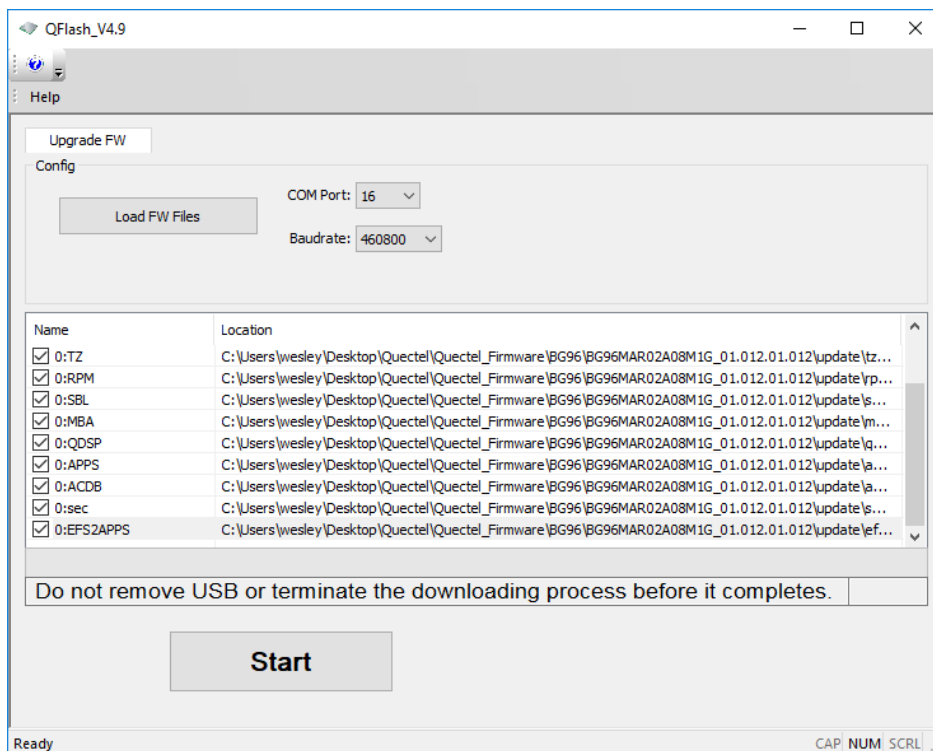 QFlash_V4.9
Help
Upgrade FW
Config
Load FW Files
COM Port: 16
Baudrate: 460800
Name Location
0:TZ C:\Users\wesley\Desktop\Quectel\Quectel_Firmware\BG96\BG96MAR02A08M1G_01.012.01.012\update\tz...
0:RPM C:\Users\wesley\Desktop\Quectel\Quectel_Firmware\BG96\BG96MAR02A08M1G_01.012.01.012\update\rp...
0:SBL C:\Users\wesley\Desktop\Quectel\Quectel_Firmware\BG96\BG96MAR02A08M1G_01.012.01.012\update\s...
0:MBA C:\Users\wesley\Desktop\Quectel\Quectel_Firmware\BG96\BG96MAR02A08M1G_01.012.01.012\update\m...
0:QDSP C:\Users\wesley\Desktop\Quectel\Quectel_Firmware\BG96\BG96MAR02A08M1G_01.012.01.012\update\q...
0:APPS C:\Users\wesley\Desktop\Quectel\Quectel_Firmware\BG96\BG96MAR02A08M1G_01.012.01.012\update\a...
0:ACDB C:\Users\wesley\Desktop\Quectel\Quectel_Firmware\BG96\BG96MAR02A08M1G_01.012.01.012\update\a...
0:sec C:\Users\wesley\Desktop\Quectel\Quectel_Firmware\BG96\BG96MAR02A08M1G_01.012.01.012\update\s...
0:EFS2APPS C:\Users\wesley\Desktop\Quectel\Quectel_Firmware\BG96\BG96MAR02A08M1G_01.012.01.012\update\ef...
Do not remove USB or terminate the downloading process before it completes.
Start
Ready CAP NUM SCRL